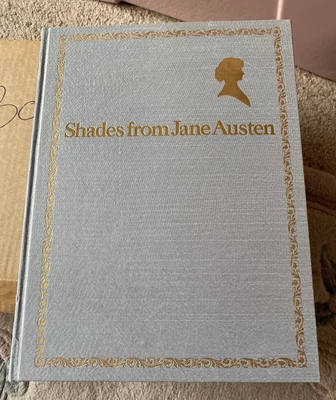 Shades from Jane Austen